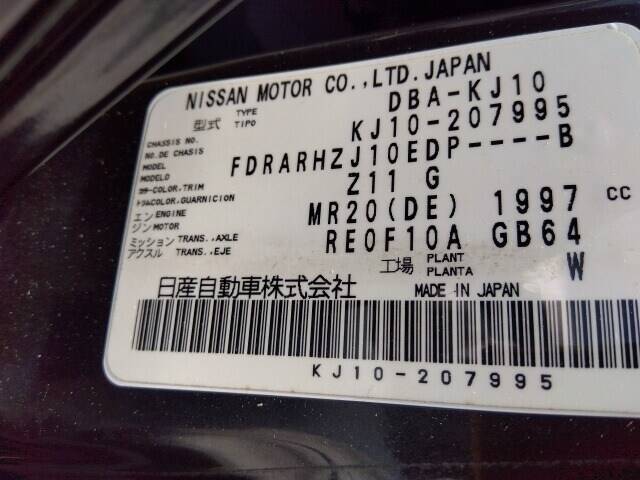 NISSAN MOTOR CO.,LTD.JAPAN
型式 TYPE TIPO DBA-KJ10
CHASSIS NO. NO.DE CHASIS KJ10-207995
MODEL MODELO FDRARHZJ10EDP----B
カラー COLOR,TRIM トリム COLOR,GUARNICION Z11 G
エンジン ENGINE MOTOR MR20(DE) 1997 CC
ミッション アクスル TRANS.,AXLE TRANS.,EJE RE0F10A GB64
工場 PLANT PLANTA W
日産自動車株式会社 MADE IN JAPAN
KJ10-207995